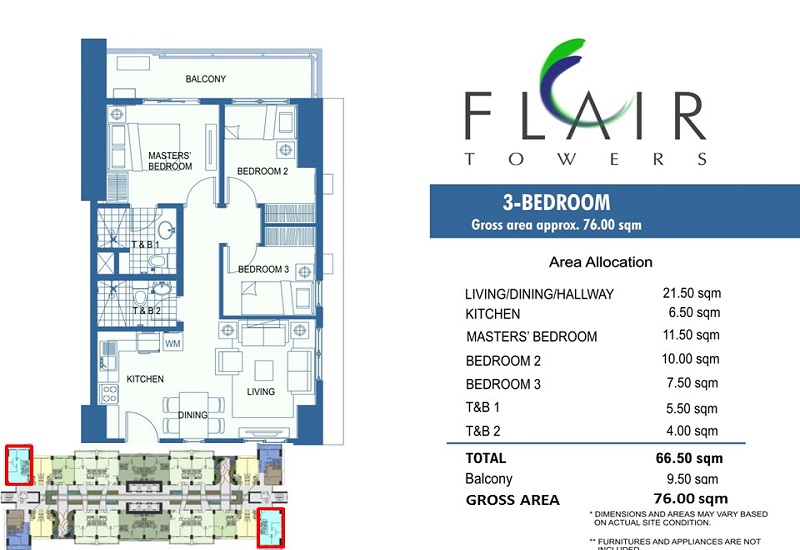 BALCONY
MASTERS'
BEDROOM
BEDROOM 2
T & B 1
BEDROOM 3
T & B 2
WM
KITCHEN
LIVING
DINING
FLAIR
TOWERS
3-BEDROOM
Gross area approx. 76.00 sqm
Area Allocation
LIVING/DINING/HALLWAY 21.50 sqm
KITCHEN 6.50 sqm
MASTERS' BEDROOM 11.50 sqm
BEDROOM 2 10.00 sqm
BEDROOM 3 7.50 sqm
T&B 1 5.50 sqm
T&B 2 4.00 sqm
TOTAL 66.50 sqm
Balcony 9.50 sqm
GROSS AREA 76.00 sqm
* DIMENSIONS AND AREAS MAY VARY BASED
ON ACTUAL SITE CONDITION.
** FURNITURES AND APPLIANCES ARE NOT
INCLUDED